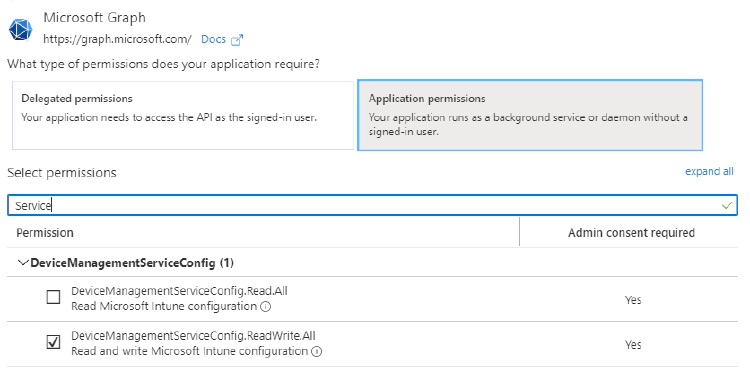 Microsoft Graph
https://graph.microsoft.com/ Docs
What type of permissions does your application require?
Delegated permissions
Your application needs to access the API as the signed-in user.
Application permissions
Your application runs as a background service or daemon without a
signed-in user.
Select permissions
expand all
Service
Permission
Admin consent required
DeviceManagementServiceConfig (1)
DeviceManagementServiceConfig.Read.All
Read Microsoft Intune configuration
Yes
DeviceManagementServiceConfig.ReadWrite.All
Read and write Microsoft Intune configuration
Yes